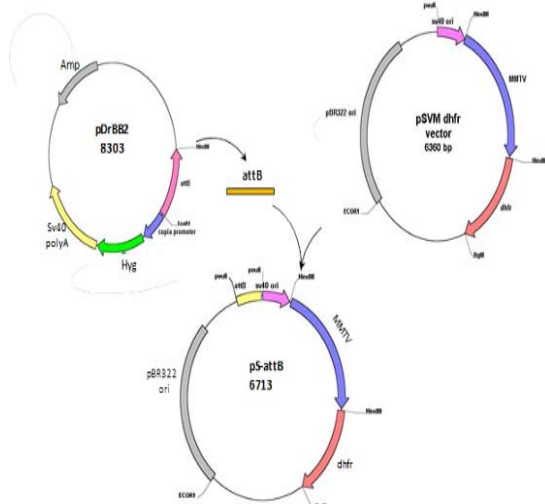 Amp
pDrBB2
8303
HindIII
attB
EcoRI
copia promoter
Hyg
Sv40
polyA
attB
pvuII
sv40 ori
HindIII
MMTV
pBR322 ori
pSVM dhfr
vector
6360 bp
HindIII
dhfr
ECOR1
BglII
pvuII
attB
pvuII
sv40 ori
HindIII
MMTV
pBR322
ori
pS-attB
6713
HindIII
dhfr
ECOR1